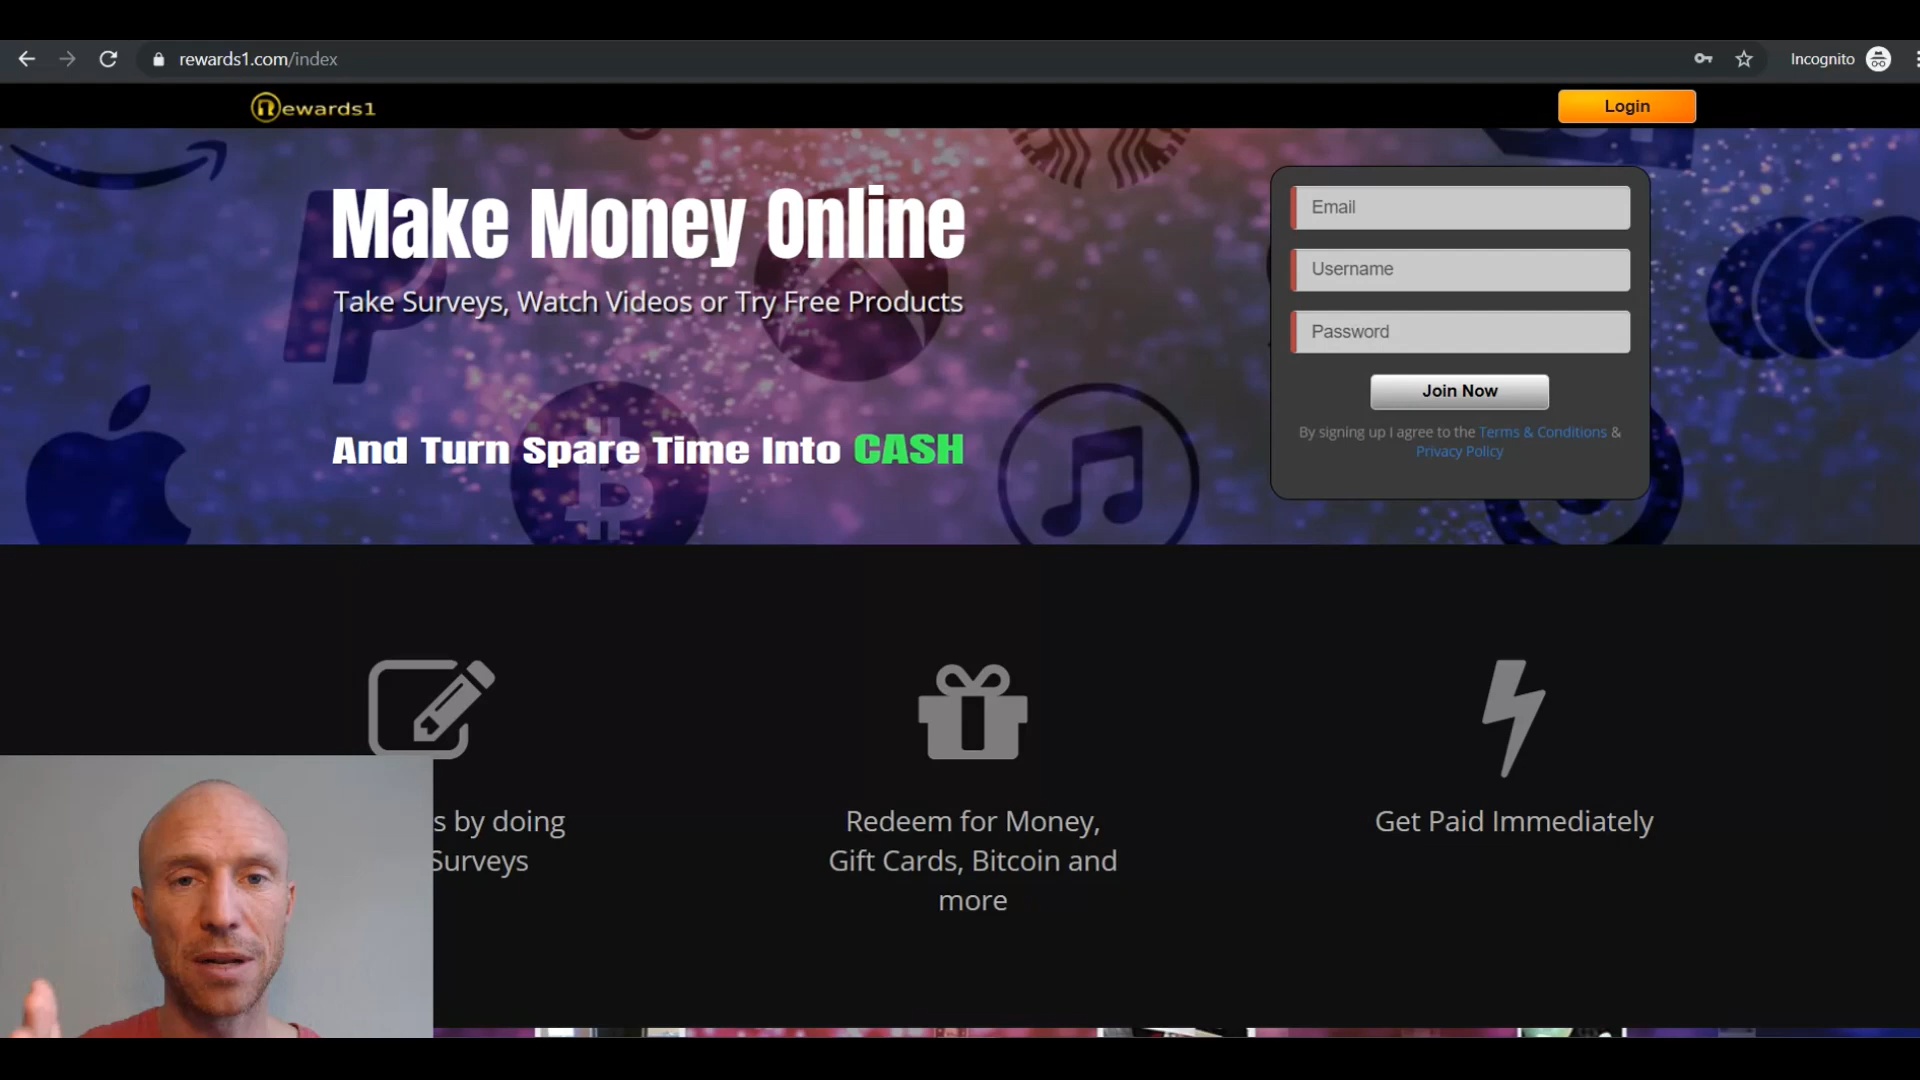 rewards1.com/index
Incognito
Rewards1
Login
Make Money Online
Take Surveys, Watch Videos or Try Free Products
And Turn Spare Time Into CASH
Email
Username
Password
Join Now
By signing up I agree to the Terms & Conditions &
Privacy Policy
s by doing
Surveys
Redeem for Money,
Gift Cards, Bitcoin and
more
Get Paid Immediately